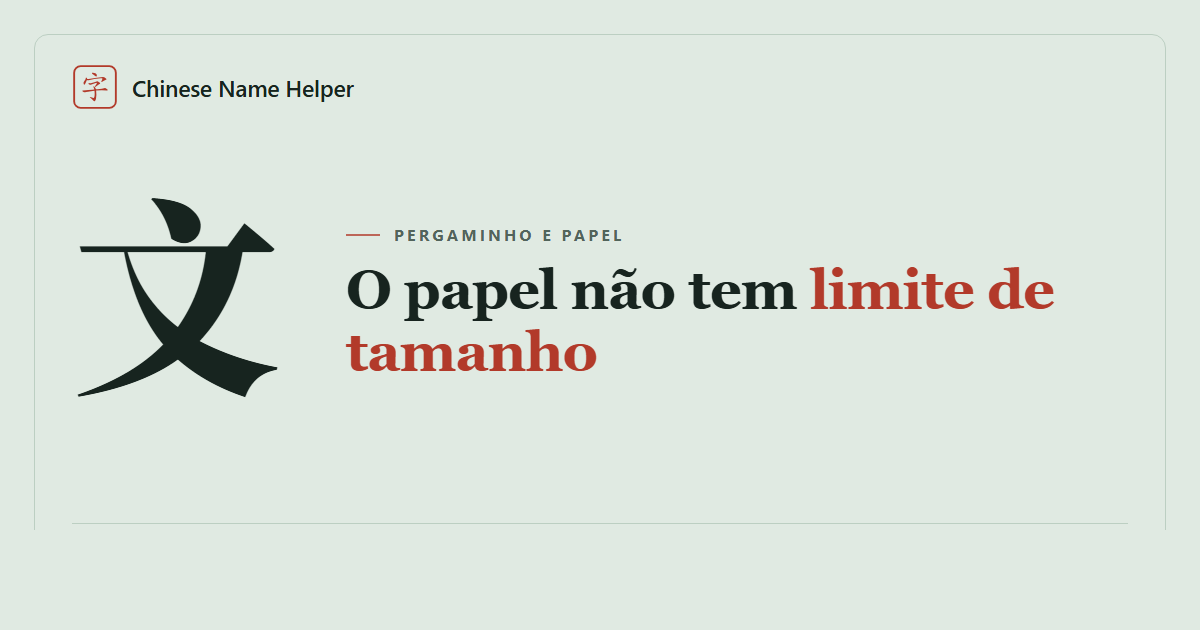 字 Chinese Name Helper
文
PERGAMINHO E PAPEL
O papel não tem limite de
tamanho